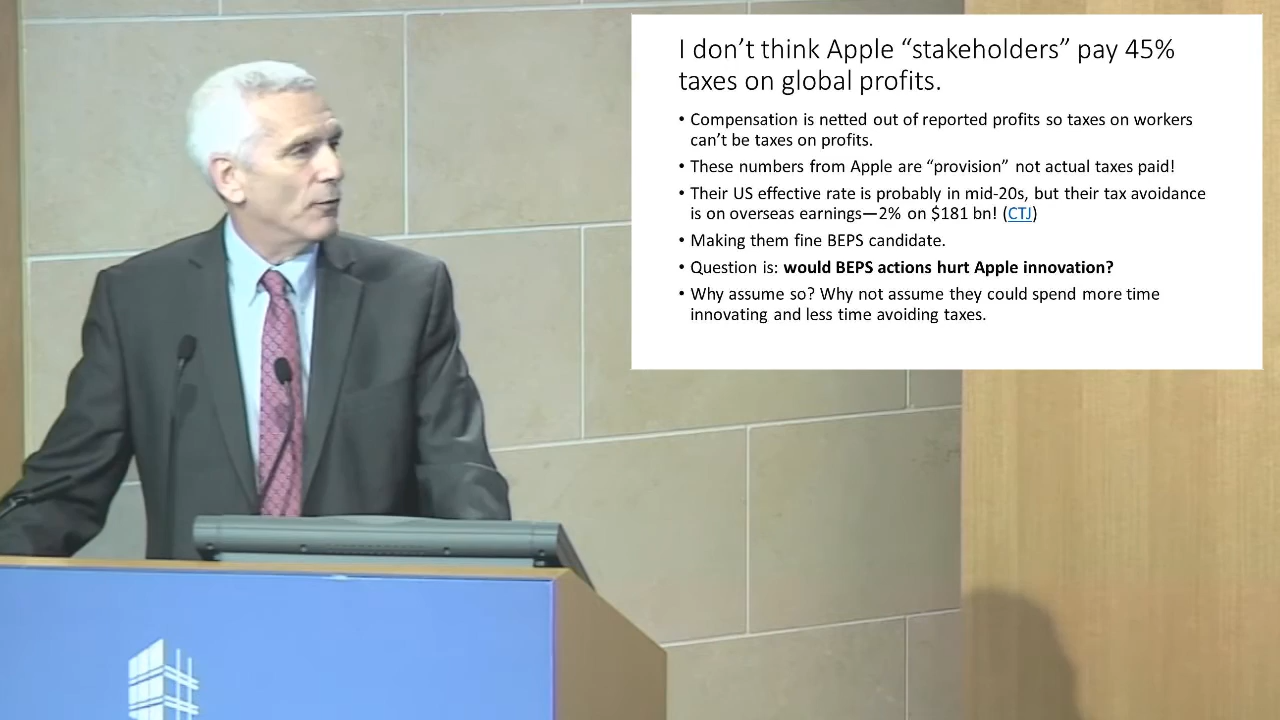 I don’t think Apple “stakeholders” pay 45%
taxes on global profits.
• Compensation is netted out of reported profits so taxes on workers
can’t be taxes on profits.
• These numbers from Apple are “provision” not actual taxes paid!
• Their US effective rate is probably in mid-20s, but their tax avoidance
is on overseas earnings—2% on $181 bn! (CTJ)
• Making them fine BEPS candidate.
• Question is: would BEPS actions hurt Apple innovation?
• Why assume so? Why not assume they could spend more time
innovating and less time avoiding taxes.